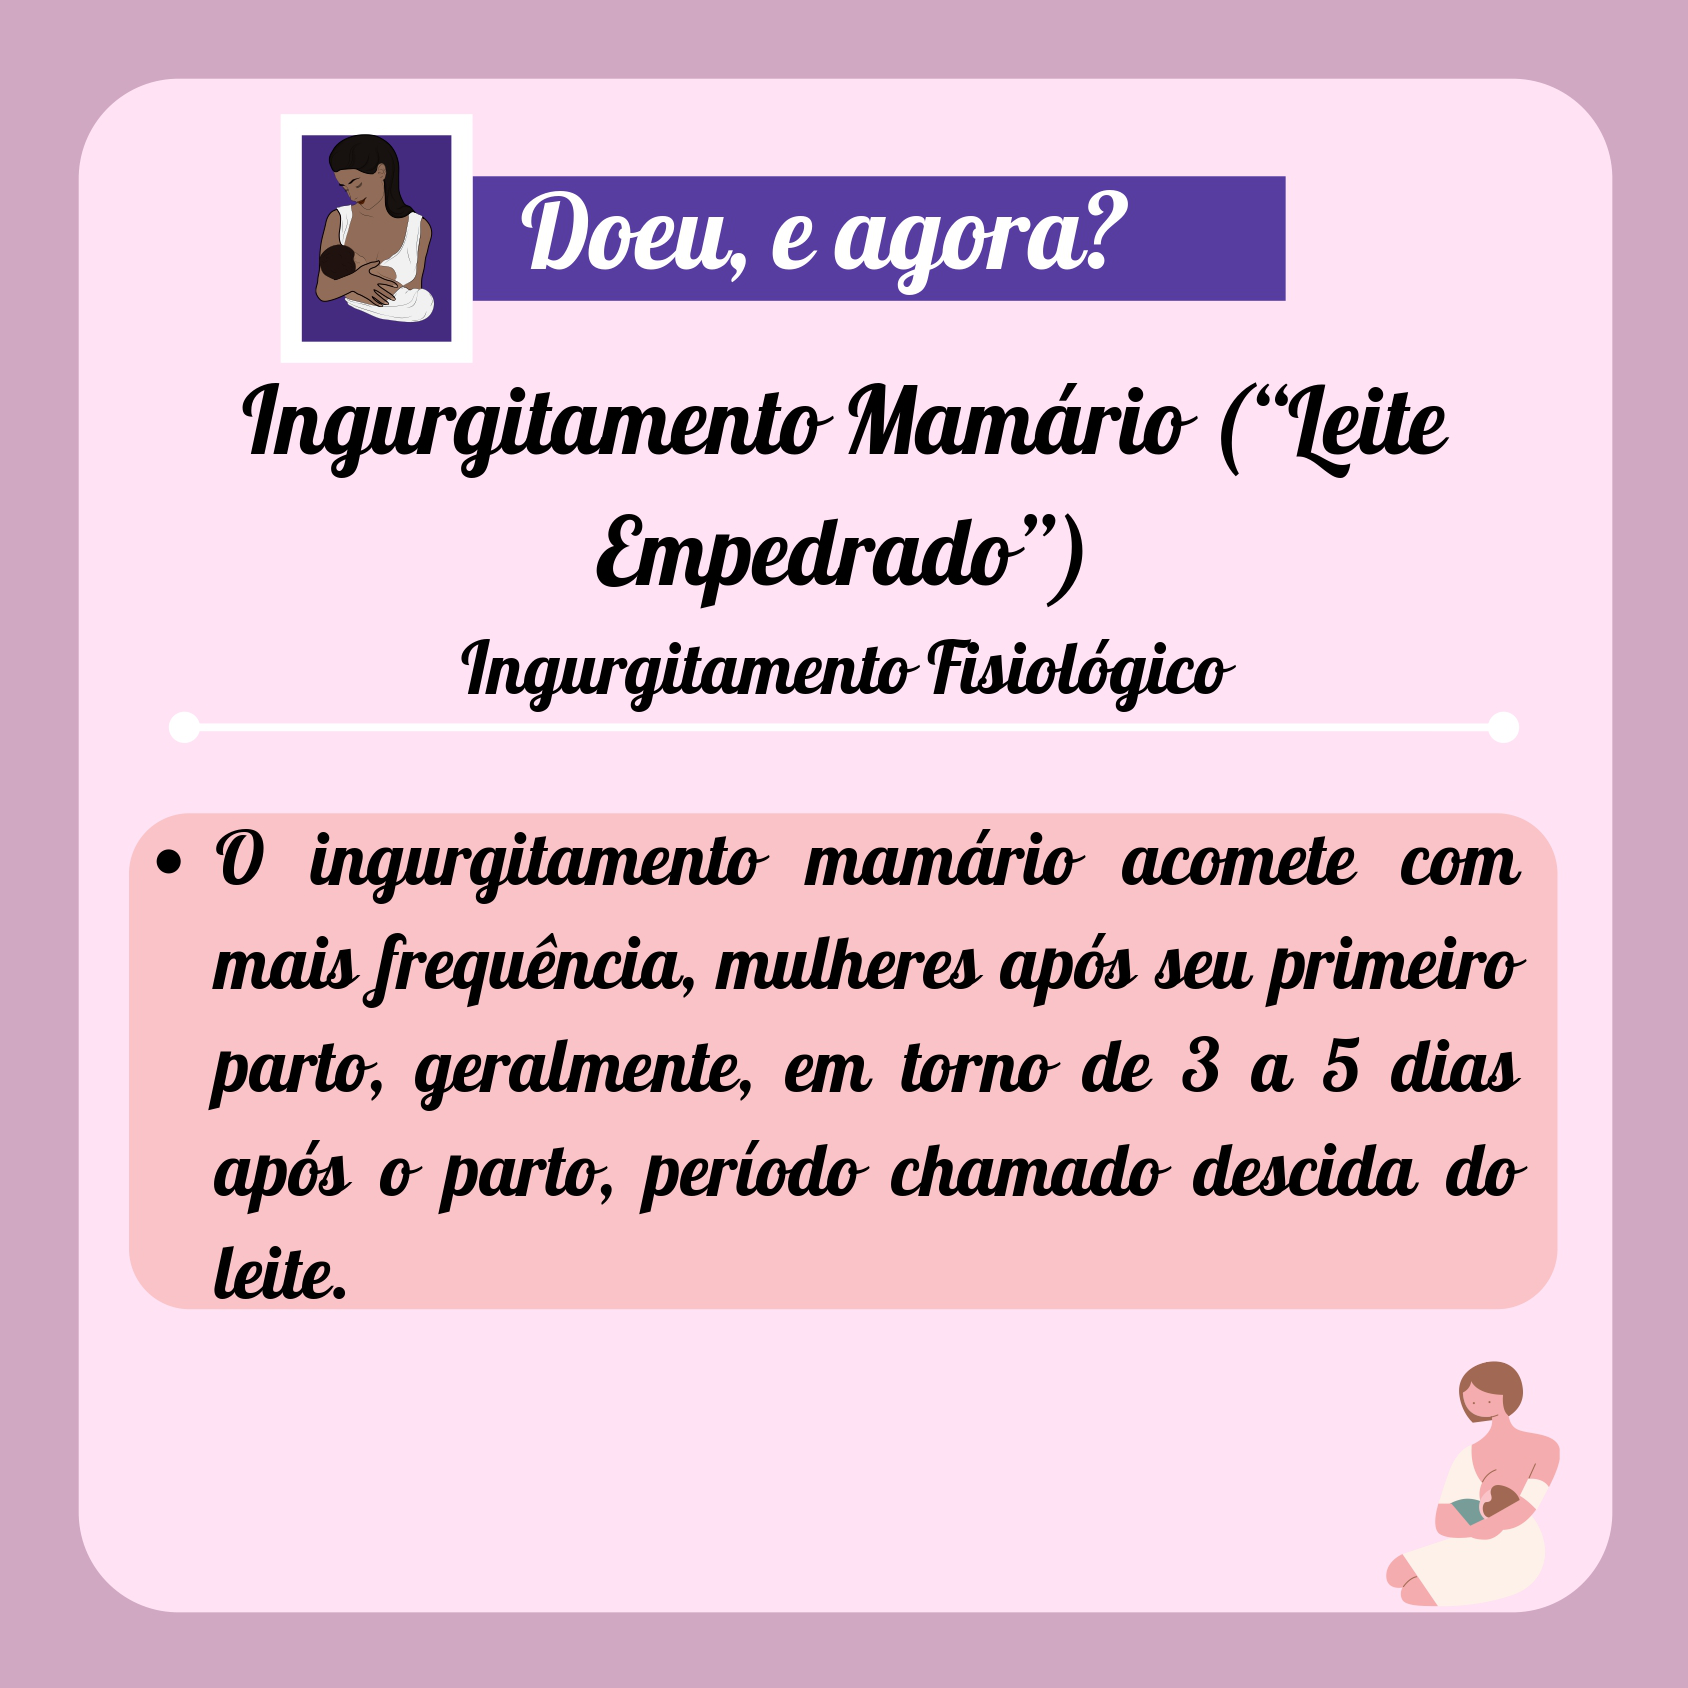 Doeu, e agora?
Ingurgitamento Mamário (“Leite
Empedrado”)
Ingurgitamento Fisiológico
• O ingurgitamento mamário acomete com
mais frequência, mulheres após seu primeiro
parto, geralmente, em torno de 3 a 5 dias
após o parto, período chamado descida do
leite.